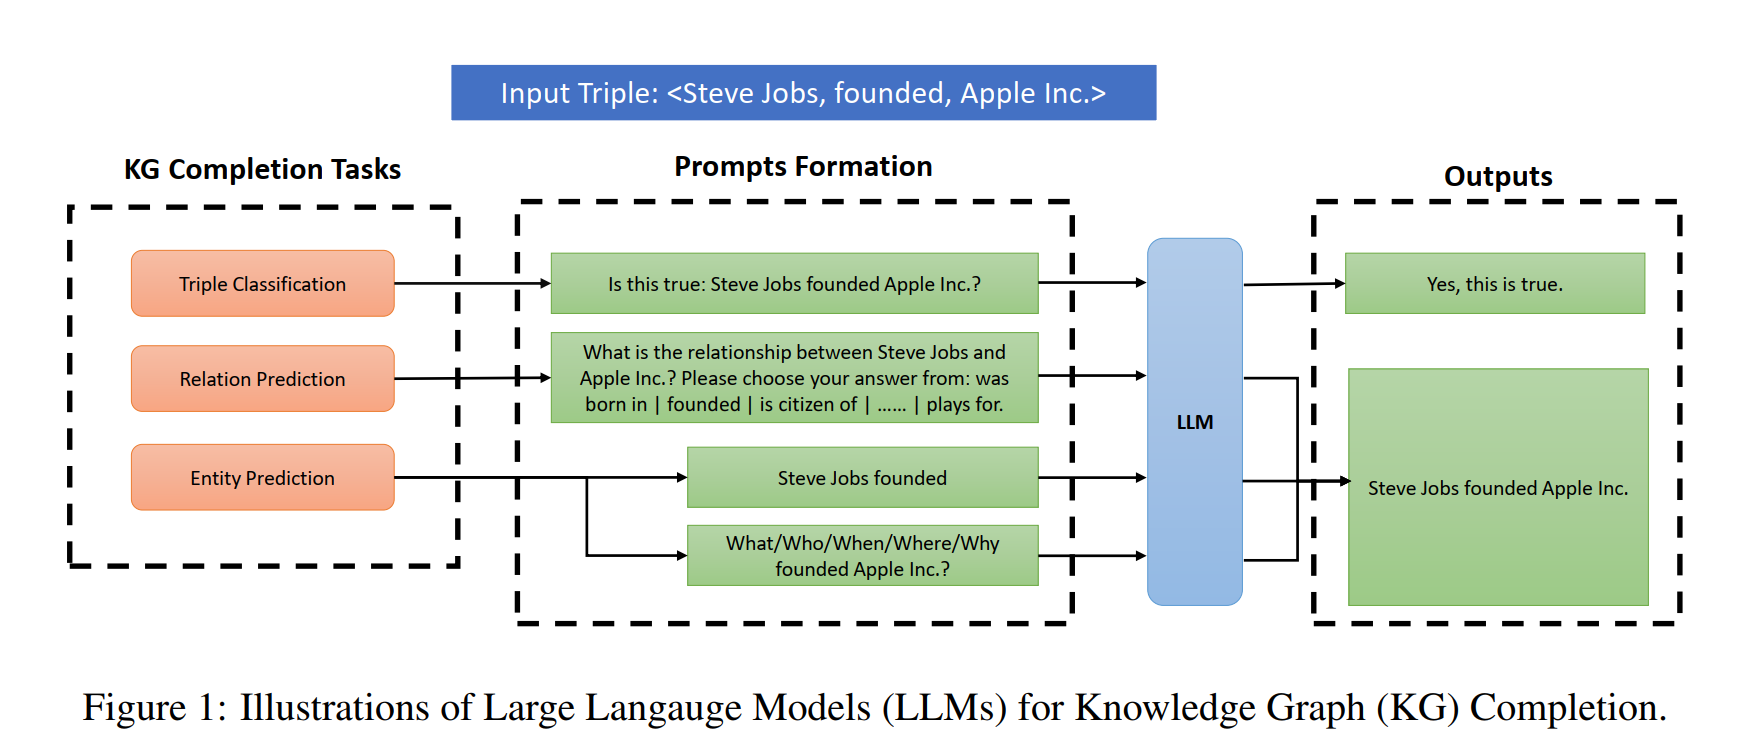 Input Triple: <Steve Jobs, founded, Apple Inc.>
KG Completion Tasks
Prompts Formation
Outputs
Triple Classification
Is this true: Steve Jobs founded Apple Inc.?
Yes, this is true.
Relation Prediction
What is the relationship between Steve Jobs and
Apple Inc.? Please choose your answer from: was
born in | founded | is citizen of | ...... | plays for.
LLM
Entity Prediction
Steve Jobs founded
Steve Jobs founded Apple Inc.
What/Who/When/Where/Why
founded Apple Inc.?
Figure 1: Illustrations of Large Langauge Models (LLMs) for Knowledge Graph (KG) Completion.